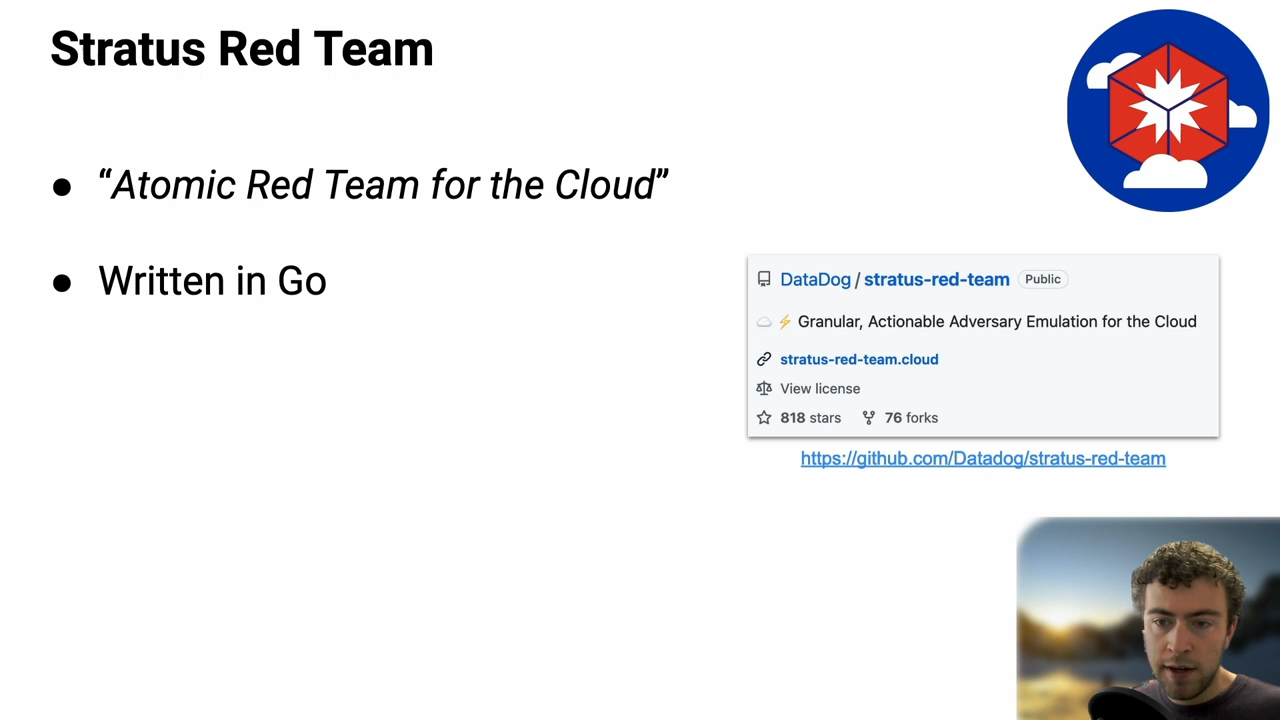 Stratus Red Team
● “Atomic Red Team for the Cloud”
● Written in Go
DataDog / stratus-red-team Public
Granular, Actionable Adversary Emulation for the Cloud
stratus-red-team.cloud
View license
818 stars 76 forks
https://github.com/Datadog/stratus-red-team